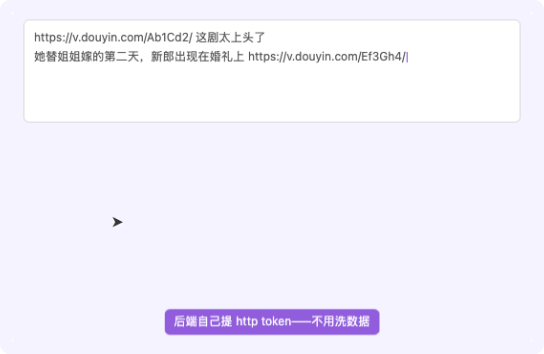 https://v.douyin.com/Ab1Cd2/ 这剧太上头了
她替姐姐嫁的第二天，新郎出现在婚礼上 https://v.douyin.com/Ef3Gh4/
后端自己提 http token——不用洗数据